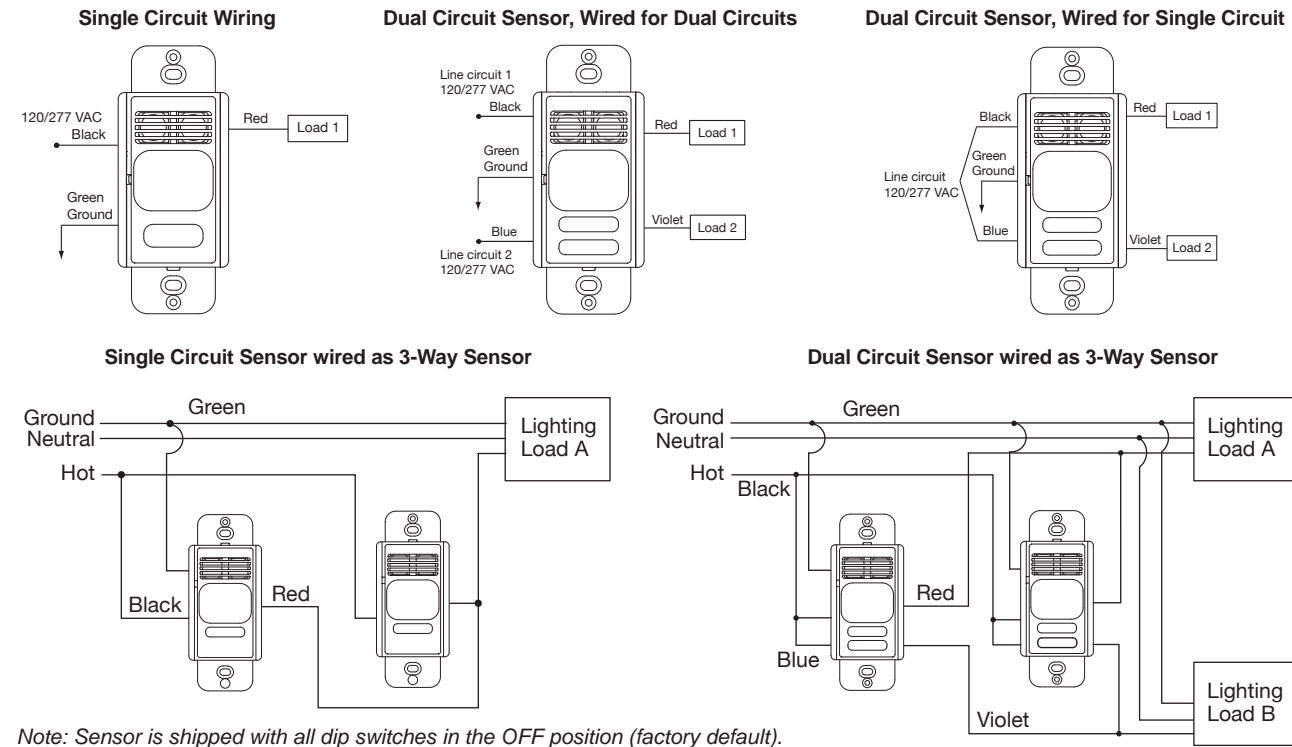 Single Circuit Wiring
120/277 VAC
Black
Red
Load 1
Green
Ground
Dual Circuit Sensor, Wired for Dual Circuits
Line circuit 1
120/277 VAC
Black
Red
Load 1
Green
Ground
Blue
Line circuit 2
120/277 VAC
Violet
Load 2
Dual Circuit Sensor, Wired for Single Circuit
Black
Red
Load 1
Green
Ground
Line circuit
120/277 VAC
Blue
Violet
Load 2
Single Circuit Sensor wired as 3-Way Sensor
Ground
Green
Neutral
Hot
Lighting
Load A
Black
Red
Dual Circuit Sensor wired as 3-Way Sensor
Ground
Green
Neutral
Hot
Black
Lighting
Load A
Red
Blue
Violet
Lighting
Load B
Note: Sensor is shipped with all dip switches in the OFF position (factory default).